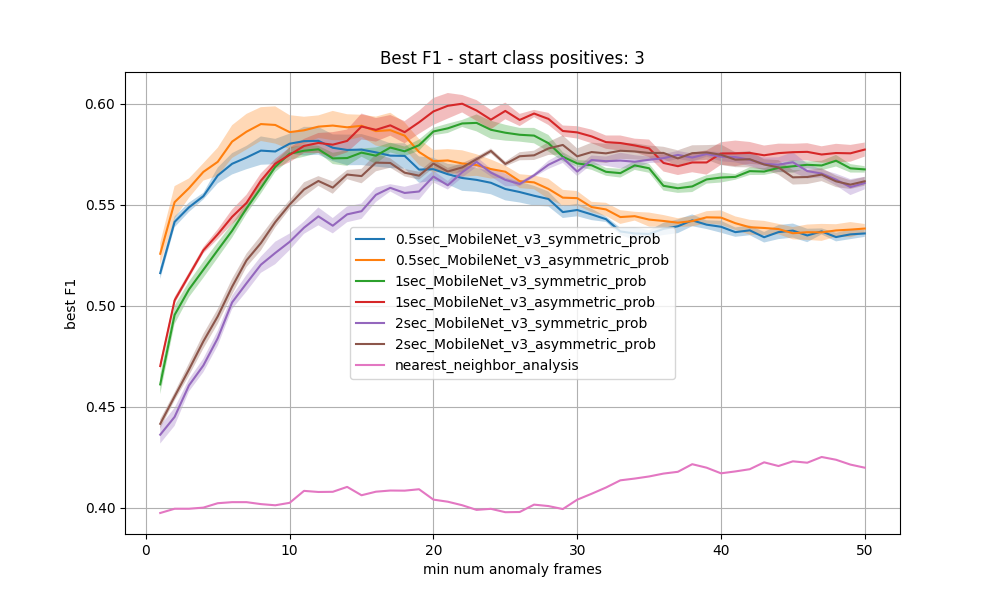 Best F1 - start class positives: 3
best F1
0.60
0.55
0.50
0.45
0.40
0.5sec_MobileNet_v3_symmetric_prob
0.5sec_MobileNet_v3_asymmetric_prob
1sec_MobileNet_v3_symmetric_prob
1sec_MobileNet_v3_asymmetric_prob
2sec_MobileNet_v3_symmetric_prob
2sec_MobileNet_v3_asymmetric_prob
nearest_neighbor_analysis
0 10 20 30 40 50
min num anomaly frames